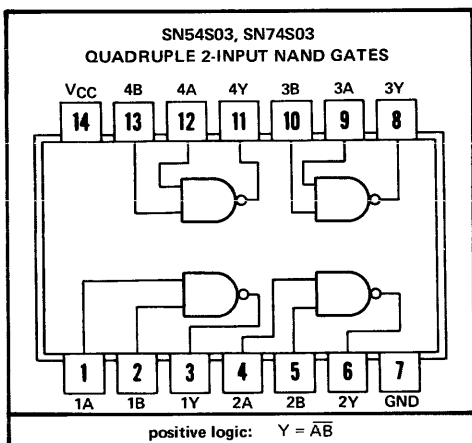 SN54S03, SN74S03
QUADRUPLE 2-INPUT NAND GATES
VCC 4B 4A 4Y 3B 3A 3Y
14 13 12 11 10 9 8
1 2 3 4 5 6 7
1A 1B 1Y 2A 2B 2Y GND
positive logic: Y = A̅B̅